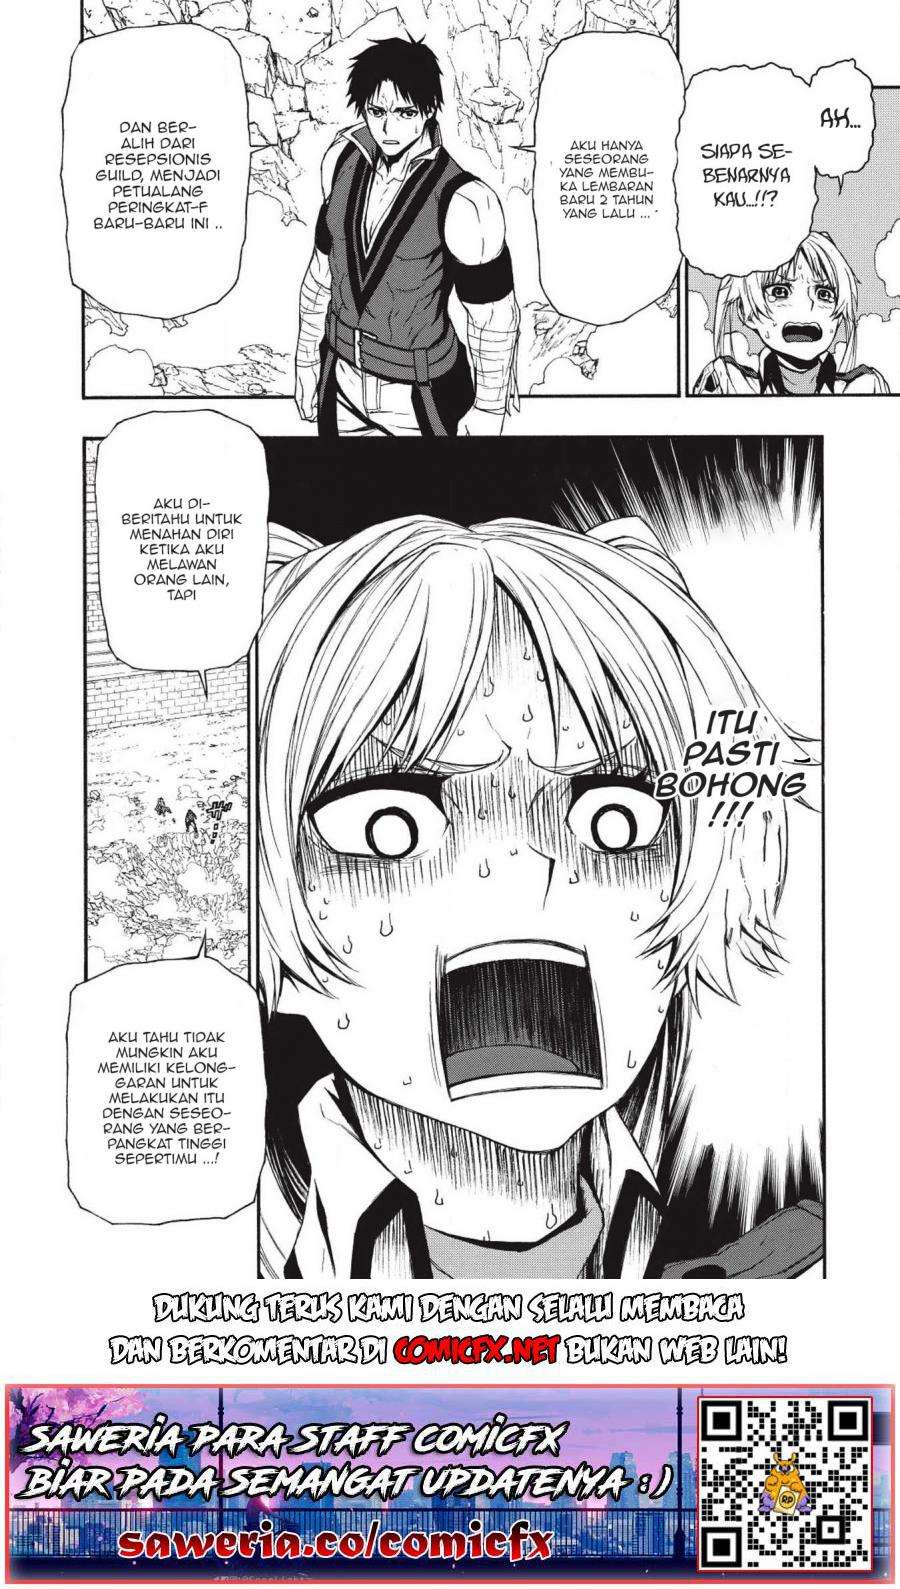 AH...
SIAPA SE-
BENARNYA
KAU...!!?
AKU HANYA
SESEORANG
YANG MEMBU-
KA LEMBARAN
BARU 2 TAHUN
YANG LALU ...
DAN BER-
ALIH DARI
RESEPSIONIS
GUILD, MENJADI
PETUALANG
PERINGKAT-F
BARU-BARU INI ..
ITU
PASTI
BOHONG
!!!
AKU DI-
BERITAHU UNTUK
MENAHAN DIRI
KETIKA AKU
MELAWAN
ORANG LAIN,
TAPI
AKU TAHU TIDAK
MUNGKIN AKU
MEMILIKI KELONG-
GARAN UNTUK
MELAKUKAN ITU
DENGAN SESEO-
RANG YANG BER-
PANGKAT TINGGI
SEPERTIMU ...!
DUKUNG TERUS KAMI DENGAN SELALU MEMBACA
DAN BERKOMENTAR DI COMICFX.NET BUKAN WEB LAIN!
SAWERIA PARA STAFF COMICFX
BIAR PADA SEMANGAT UPDATENYA :)
saweria.co/comicfx
RP